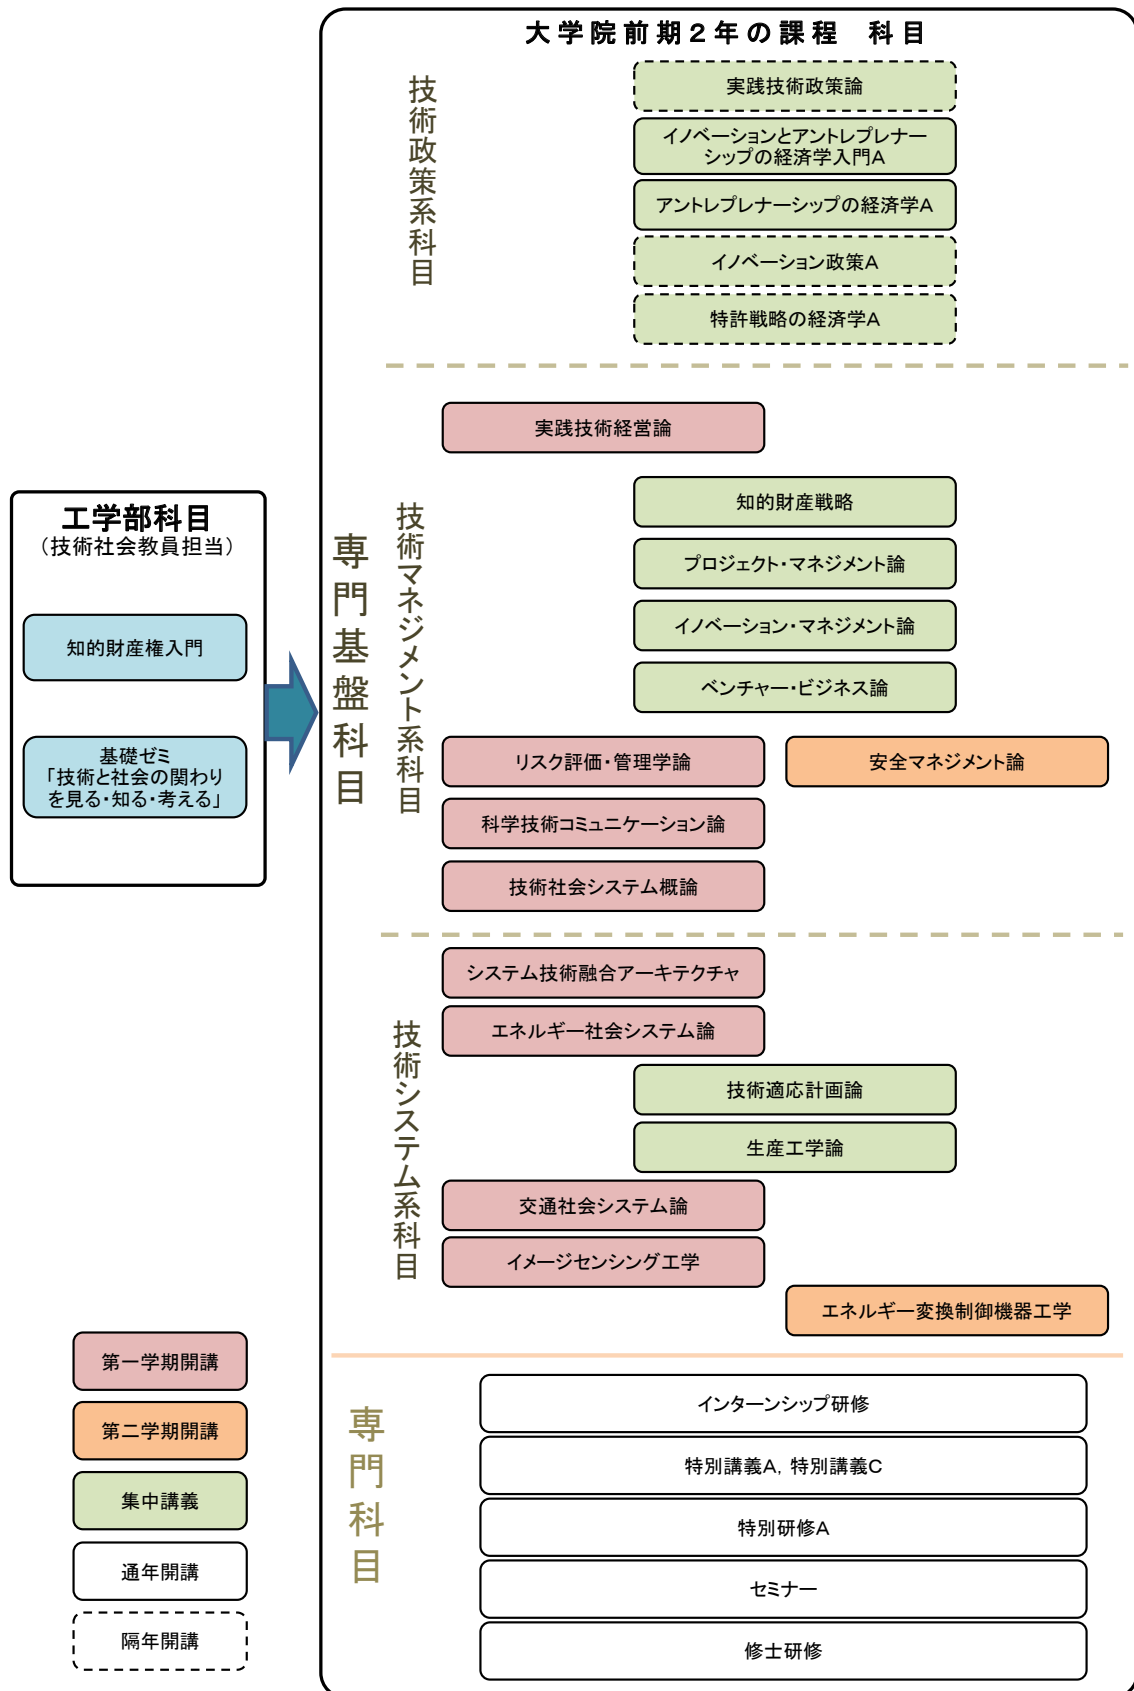 大学院前期2年の課程　科目
技術政策系科目
実践技術政策論
イノベーションとアントレプレナー
シップの経済学入門A
アントレプレナーシップの経済学A
イノベーション政策A
特許戦略の経済学A
工学部科目
（技術社会教員担当）
知的財産権入門
基礎ゼミ
「技術と社会の関わり
を見る・知る・考える」
専門基盤科目
技術マネジメント系科目
実践技術経営論
知的財産戦略
プロジェクト・マネジメント論
イノベーション・マネジメント論
ベンチャー・ビジネス論
リスク評価・管理学論
安全マネジメント論
科学技術コミュニケーション論
技術社会システム概論
技術システム系科目
システム技術融合アーキテクチャ
エネルギー社会システム論
技術適応計画論
生産工学論
交通社会システム論
イメージセンシング工学
エネルギー変換制御機器工学
専門科目
インターンシップ研修
特別講義A，特別講義C
特別研修A
セミナー
修士研修
第一学期開講
第二学期開講
集中講義
通年開講
隔年開講